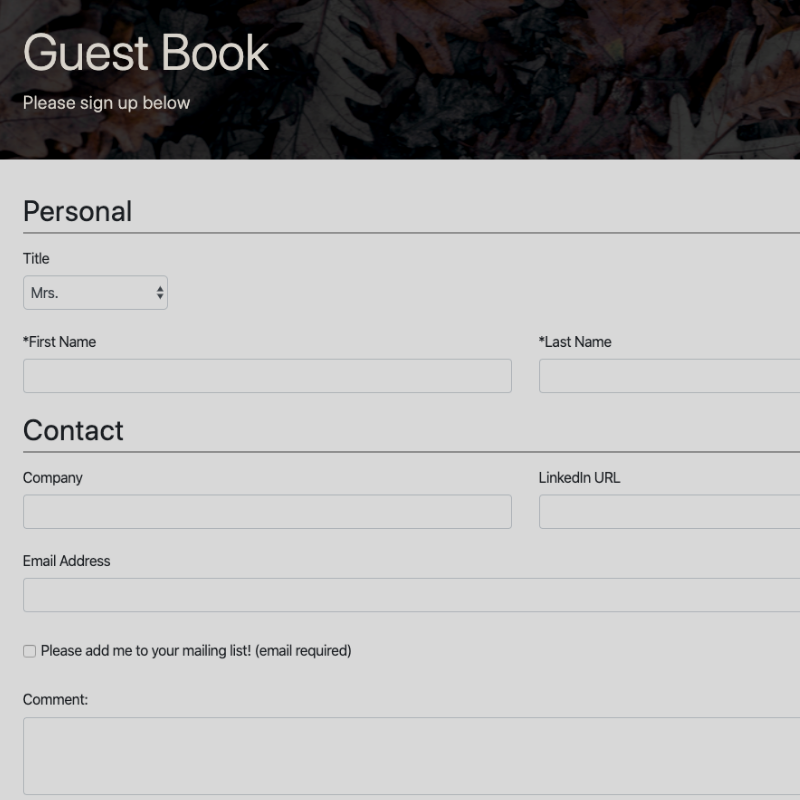 Guest Book
Please sign up below
Personal
Title
Mrs.
*First Name
*Last Name
Contact
Company
LinkedIn URL
Email Address
Please add me to your mailing list! (email required)
Comment: